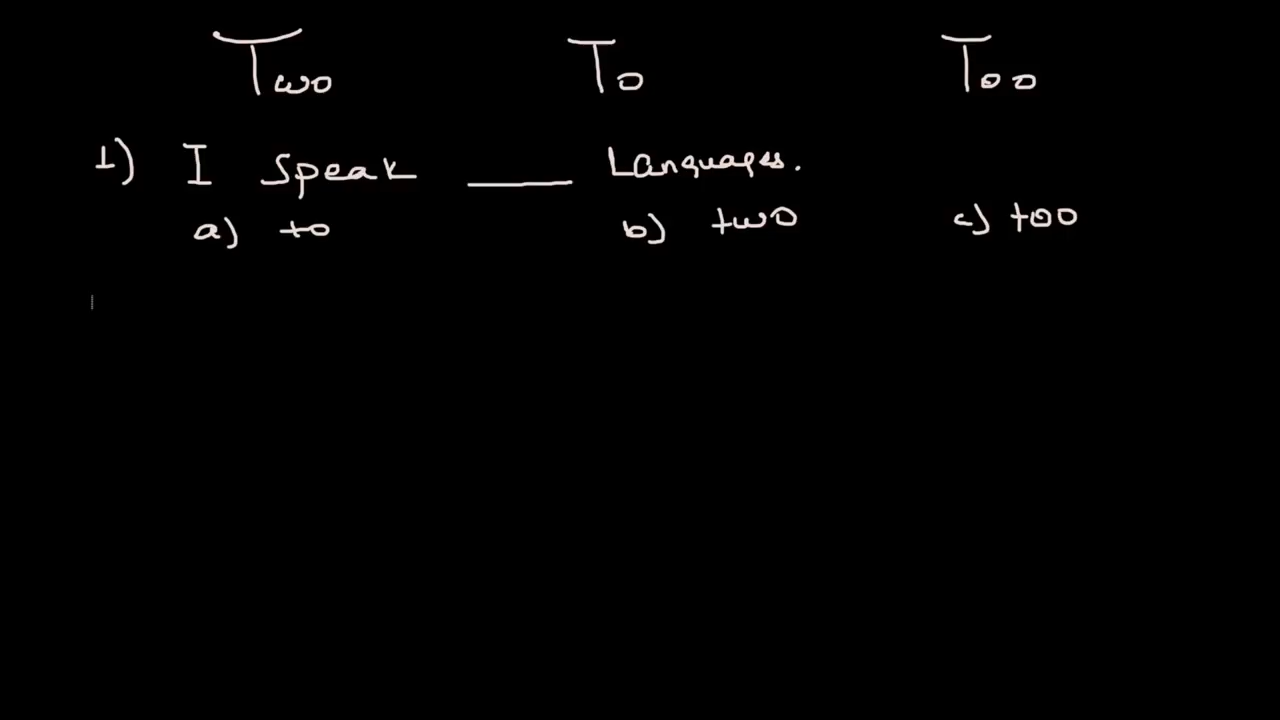 Two To Too
1) I speak ____ Languages.
a) to b) two c) too